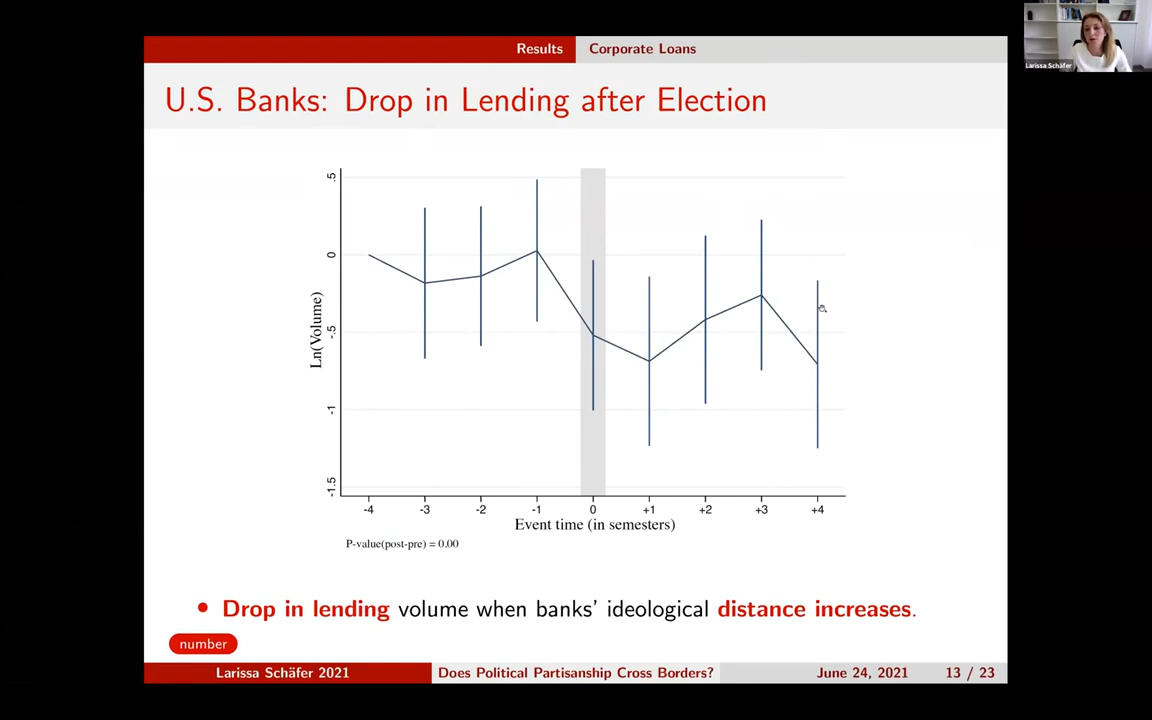 Results Corporate Loans
Larissa Schäfer
U.S. Banks: Drop in Lending after Election
.5
0
-.5
-1
-1.5
Ln(Volume)
-4 -3 -2 -1 0 +1 +2 +3 +4
Event time (in semesters)
P-value(post-pre) = 0.00
• Drop in lending volume when banks' ideological distance increases.
number
Larissa Schäfer 2021 Does Political Partisanship Cross Borders? June 24, 2021 13 / 23